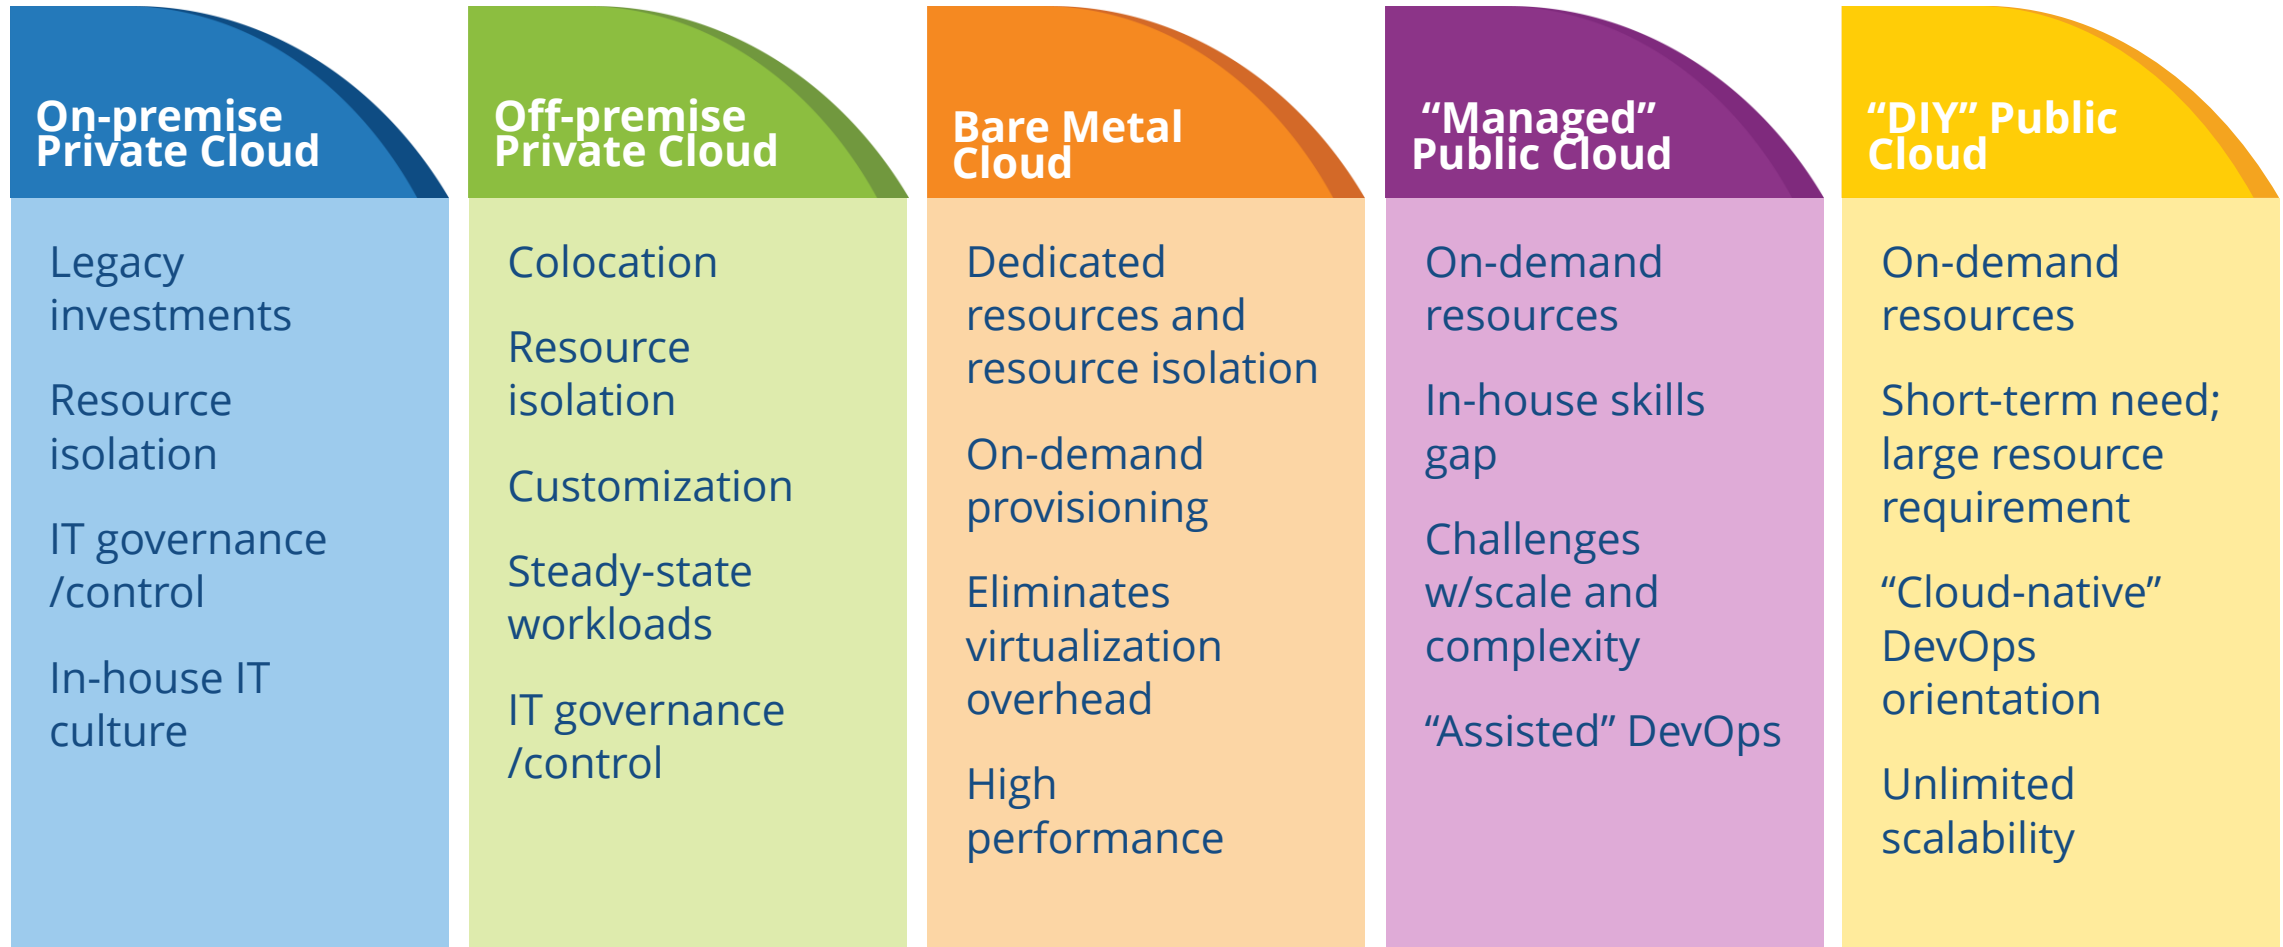 On-premise
Private Cloud
Legacy
investments
Resource
isolation
IT governance
/control
In-house IT
culture
Off-premise
Private Cloud
Colocation
Resource
isolation
Customization
Steady-state
workloads
IT governance
/control
Bare Metal
Cloud
Dedicated
resources and
resource isolation
On-demand
provisioning
Eliminates
virtualization
overhead
High
performance
“Managed”
Public Cloud
On-demand
resources
In-house skills
gap
Challenges
w/scale and
complexity
“Assisted” DevOps
“DIY” Public
Cloud
On-demand
resources
Short-term need;
large resource
requirement
“Cloud-native”
DevOps
orientation
Unlimited
scalability